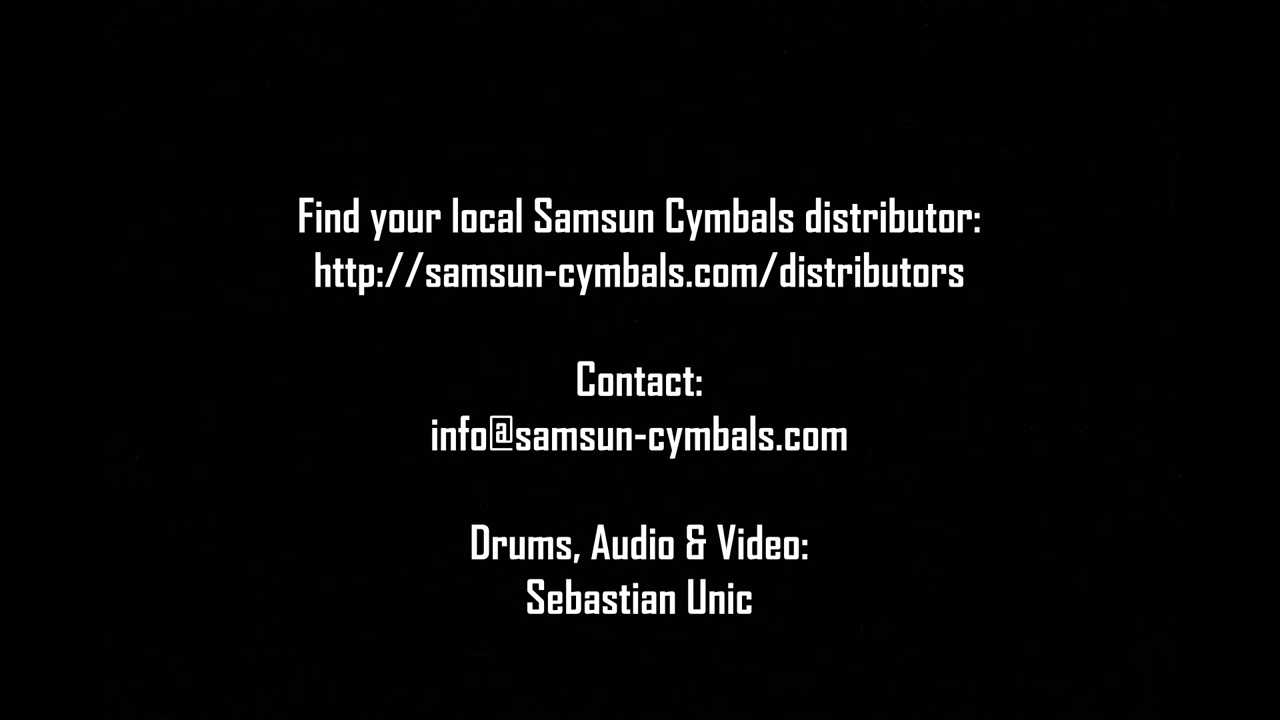 Find your local Samsun Cymbals distributor:
http://samsun-cymbals.com/distributors
Contact:
info@samsun-cymbals.com
Drums, Audio & Video:
Sebastian Unic